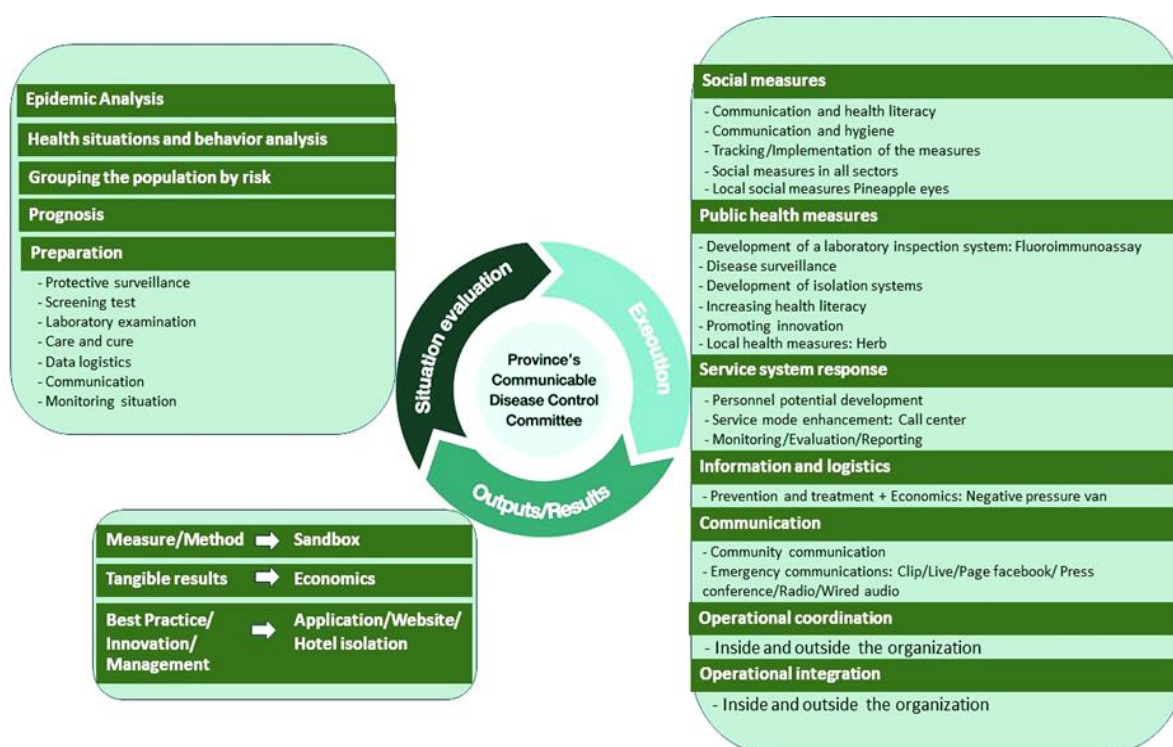 Epidemic Analysis
Health situations and behavior analysis
Grouping the population by risk
Prognosis
Preparation
- Protective surveillance
- Screening test
- Laboratory examination
- Care and cure
- Data logistics
- Communication
- Monitoring situation
Situation evaluation
Execution
Outputs/Results
Province's
Communicable
Disease Control
Committee
Social measures
- Communication and health literacy
- Communication and hygiene
- Tracking/Implementation of the measures
- Social measures in all sectors
- Local social measures Pineapple eyes
Public health measures
- Development of a laboratory inspection system: Fluoroimmunoassay
- Disease surveillance
- Development of isolation systems
- Increasing health literacy
- Promoting innovation
- Local health measures: Herb
Service system response
- Personnel potential development
- Service mode enhancement: Call center
- Monitoring/Evaluation/Reporting
Information and logistics
- Prevention and treatment + Economics: Negative pressure van
Communication
- Community communication
- Emergency communications: Clip/Live/Page facebook/ Press
conference/Radio/Wired audio
Operational coordination
- Inside and outside the organization
Operational integration
- Inside and outside the organization
Measure/Method Sandbox
Tangible results Economics
Best Practice/ Application/Website/
Innovation/ Hotel isolation
Management